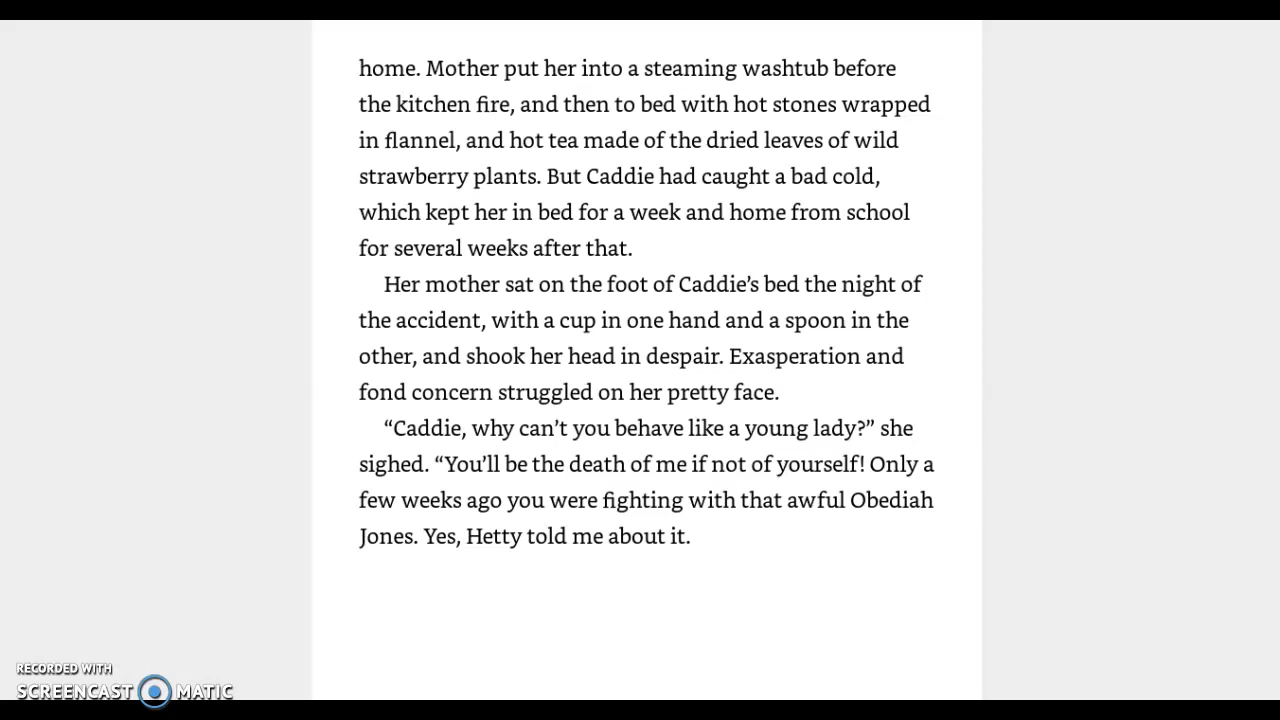 home. Mother put her into a steaming washtub before
the kitchen fire, and then to bed with hot stones wrapped
in flannel, and hot tea made of the dried leaves of wild
strawberry plants. But Caddie had caught a bad cold,
which kept her in bed for a week and home from school
for several weeks after that.
Her mother sat on the foot of Caddie’s bed the night of
the accident, with a cup in one hand and a spoon in the
other, and shook her head in despair. Exasperation and
fond concern struggled on her pretty face.
“Caddie, why can’t you behave like a young lady?” she
sighed. “You’ll be the death of me if not of yourself! Only a
few weeks ago you were fighting with that awful Obediah
Jones. Yes, Hetty told me about it.
RECORDED WITH
SCREENCAST MATIC